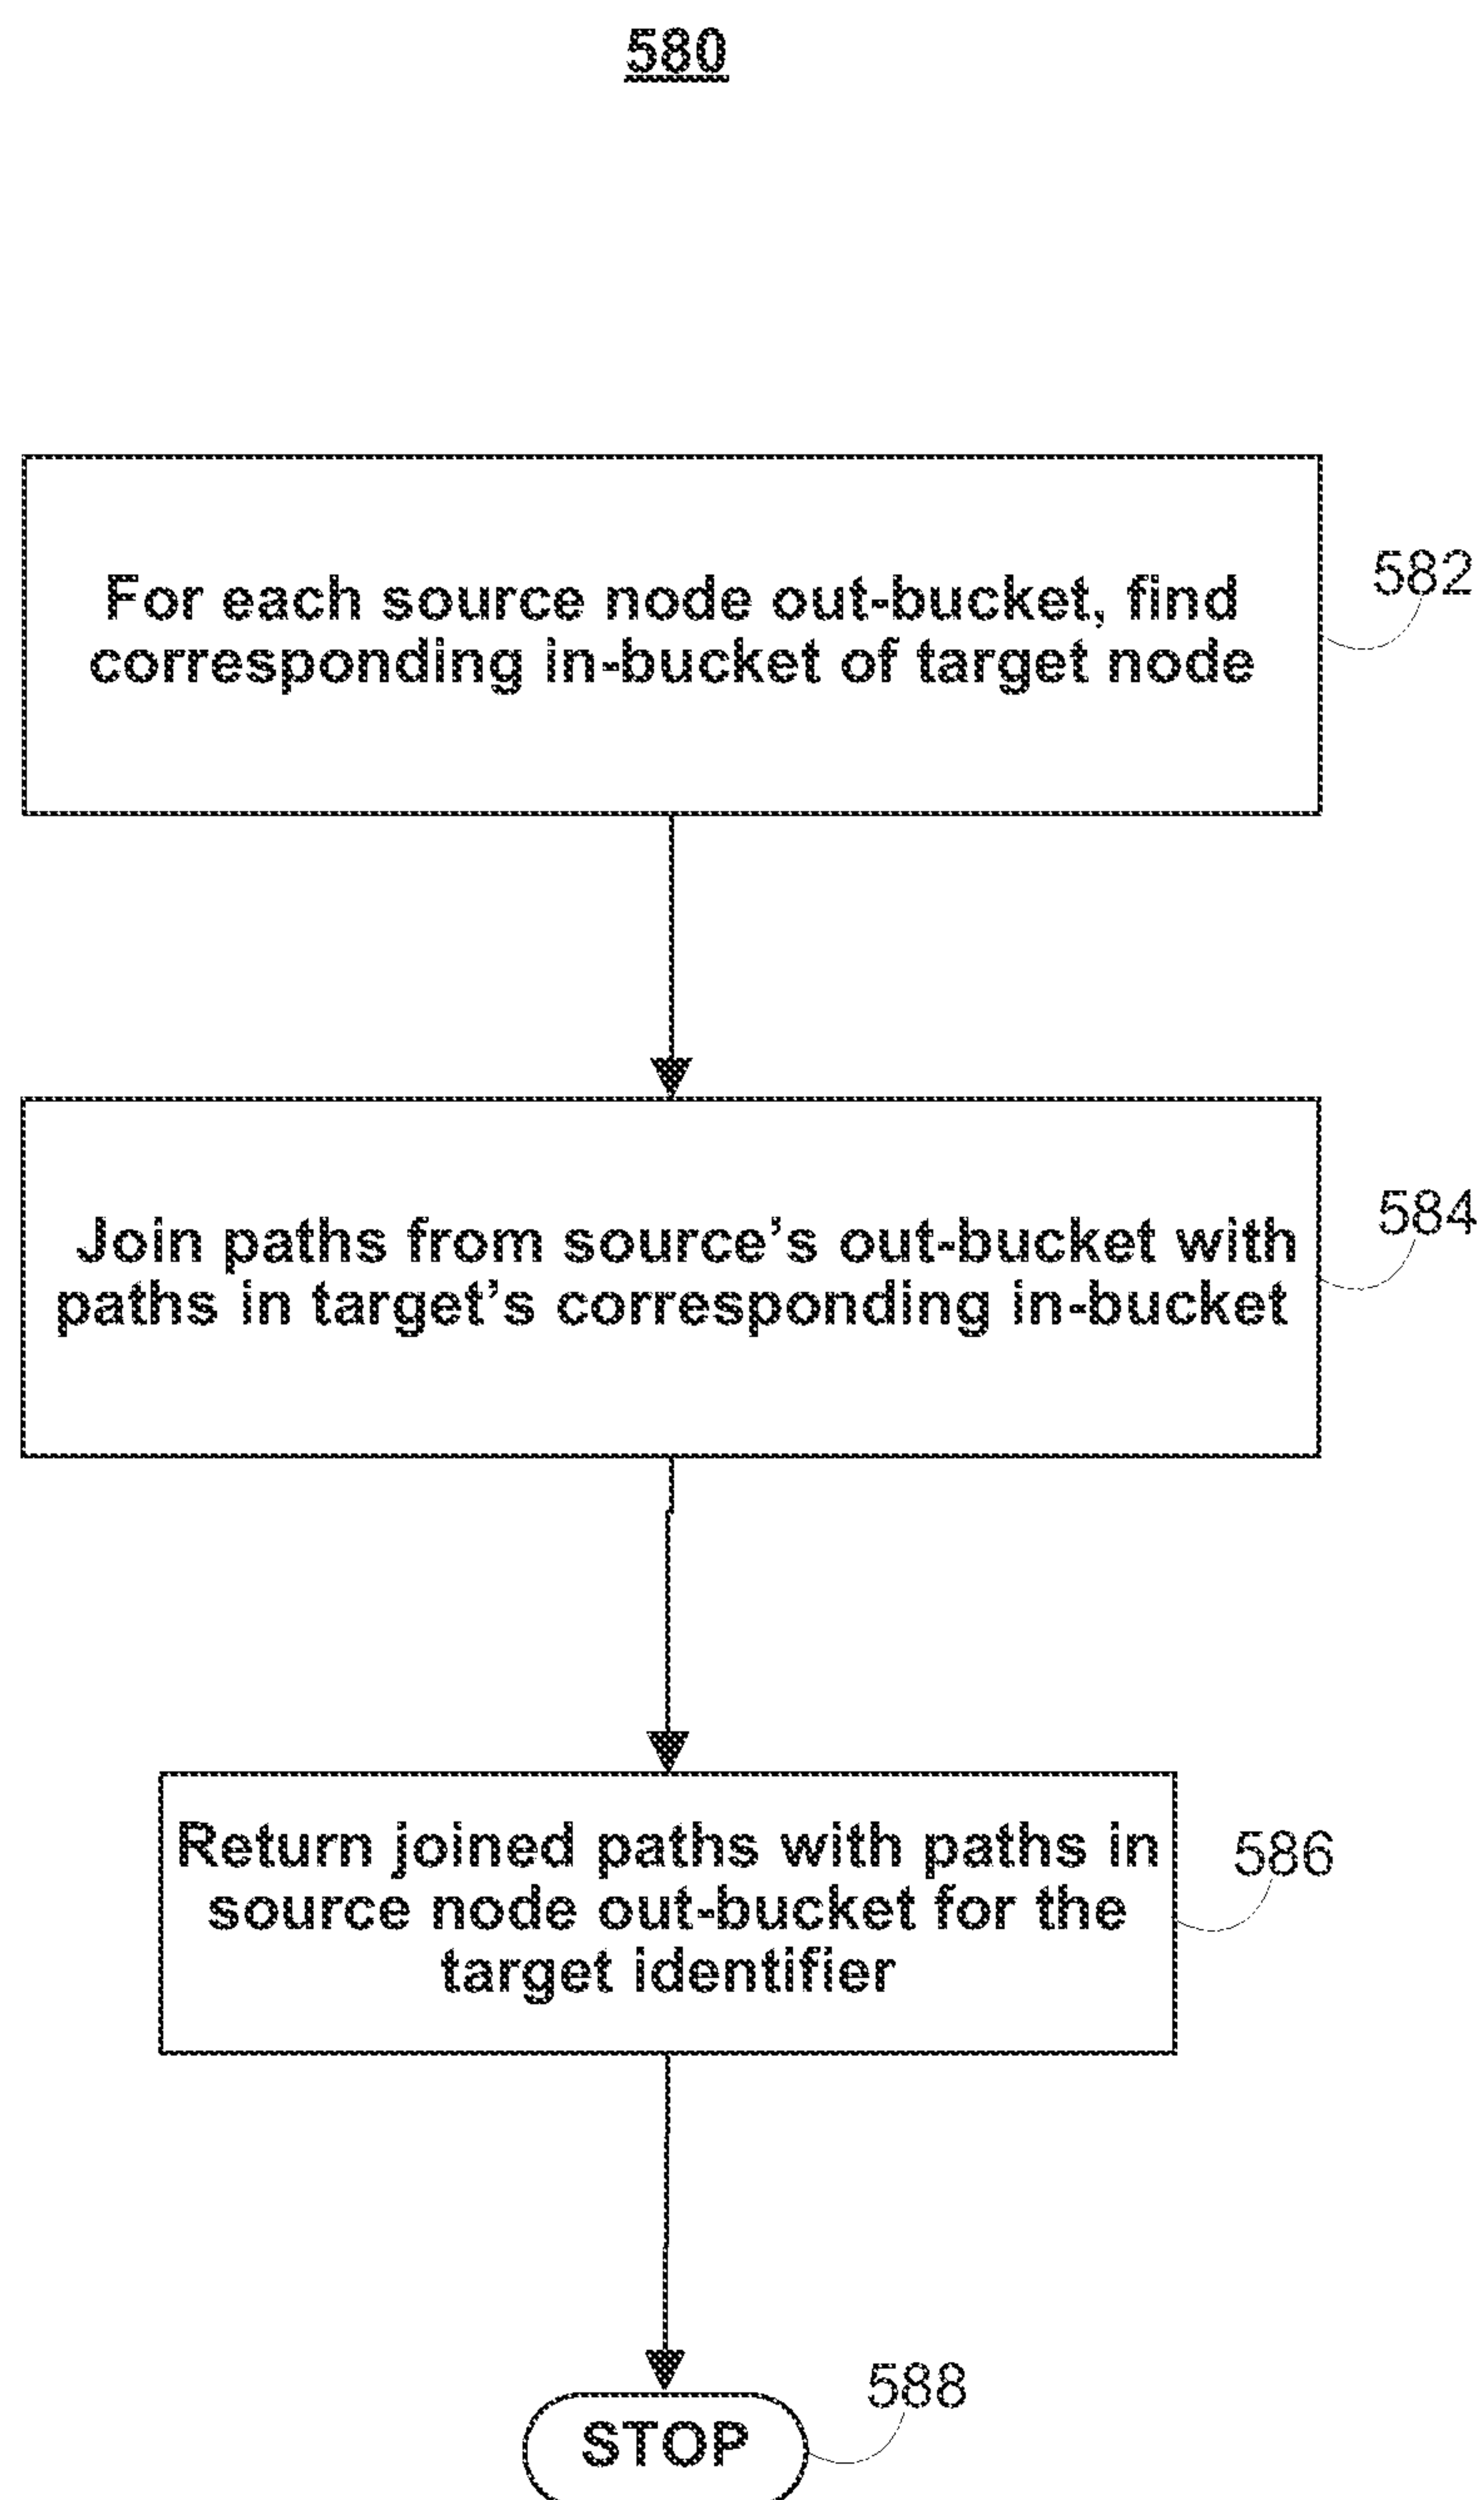 580
For each source node out-bucket, find
corresponding in-bucket of target node
582
Join paths from source’s out-bucket with
paths in target’s corresponding in-bucket
584
Return joined paths with paths in
source node out-bucket for the
target identifier
586
STOP
588